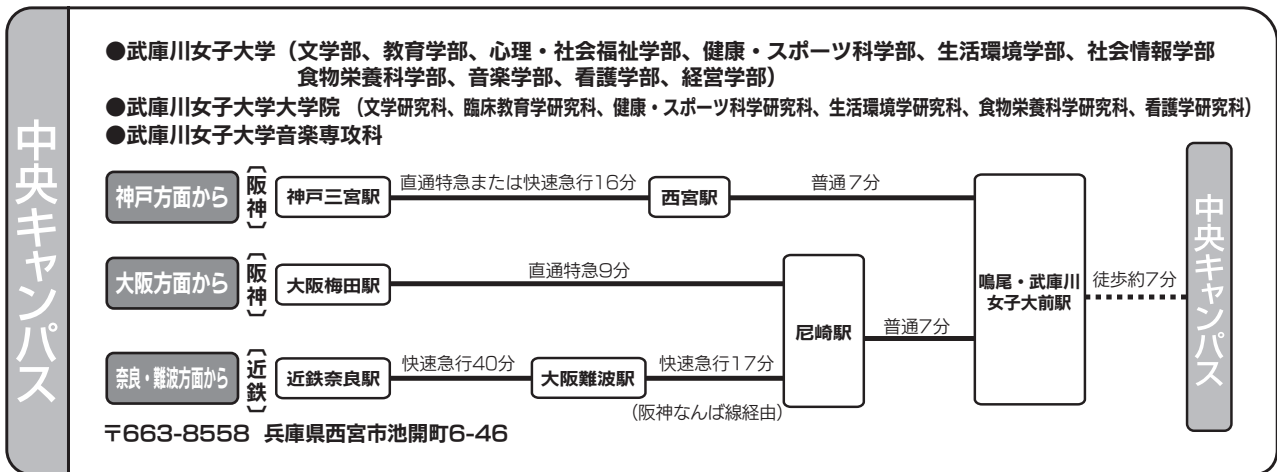 中央キャンパス
●武庫川女子大学（文学部、教育学部、心理・社会福祉学部、健康・スポーツ科学部、生活環境学部、社会情報学部
食物栄養科学部、音楽学部、看護学部、経営学部）
●武庫川女子大学大学院（文学研究科、臨床教育学研究科、健康・スポーツ科学研究科、生活環境学研究科、食物栄養科学研究科、看護学研究科）
●武庫川女子大学音楽専攻科
神戸方面から
〔阪神〕
神戸三宮駅
直通特急または快速急行16分
西宮駅
普通7分
大阪方面から
〔阪神〕
大阪梅田駅
直通特急9分
尼崎駅
普通7分
鳴尾・武庫川
女子大前駅
徒歩約7分
中央キャンパス
奈良・難波方面から
〔近鉄〕
近鉄奈良駅
快速急行40分
大阪難波駅
快速急行17分
（阪神なんば線経由）
〒663-8558 兵庫県西宮市池開町6-46